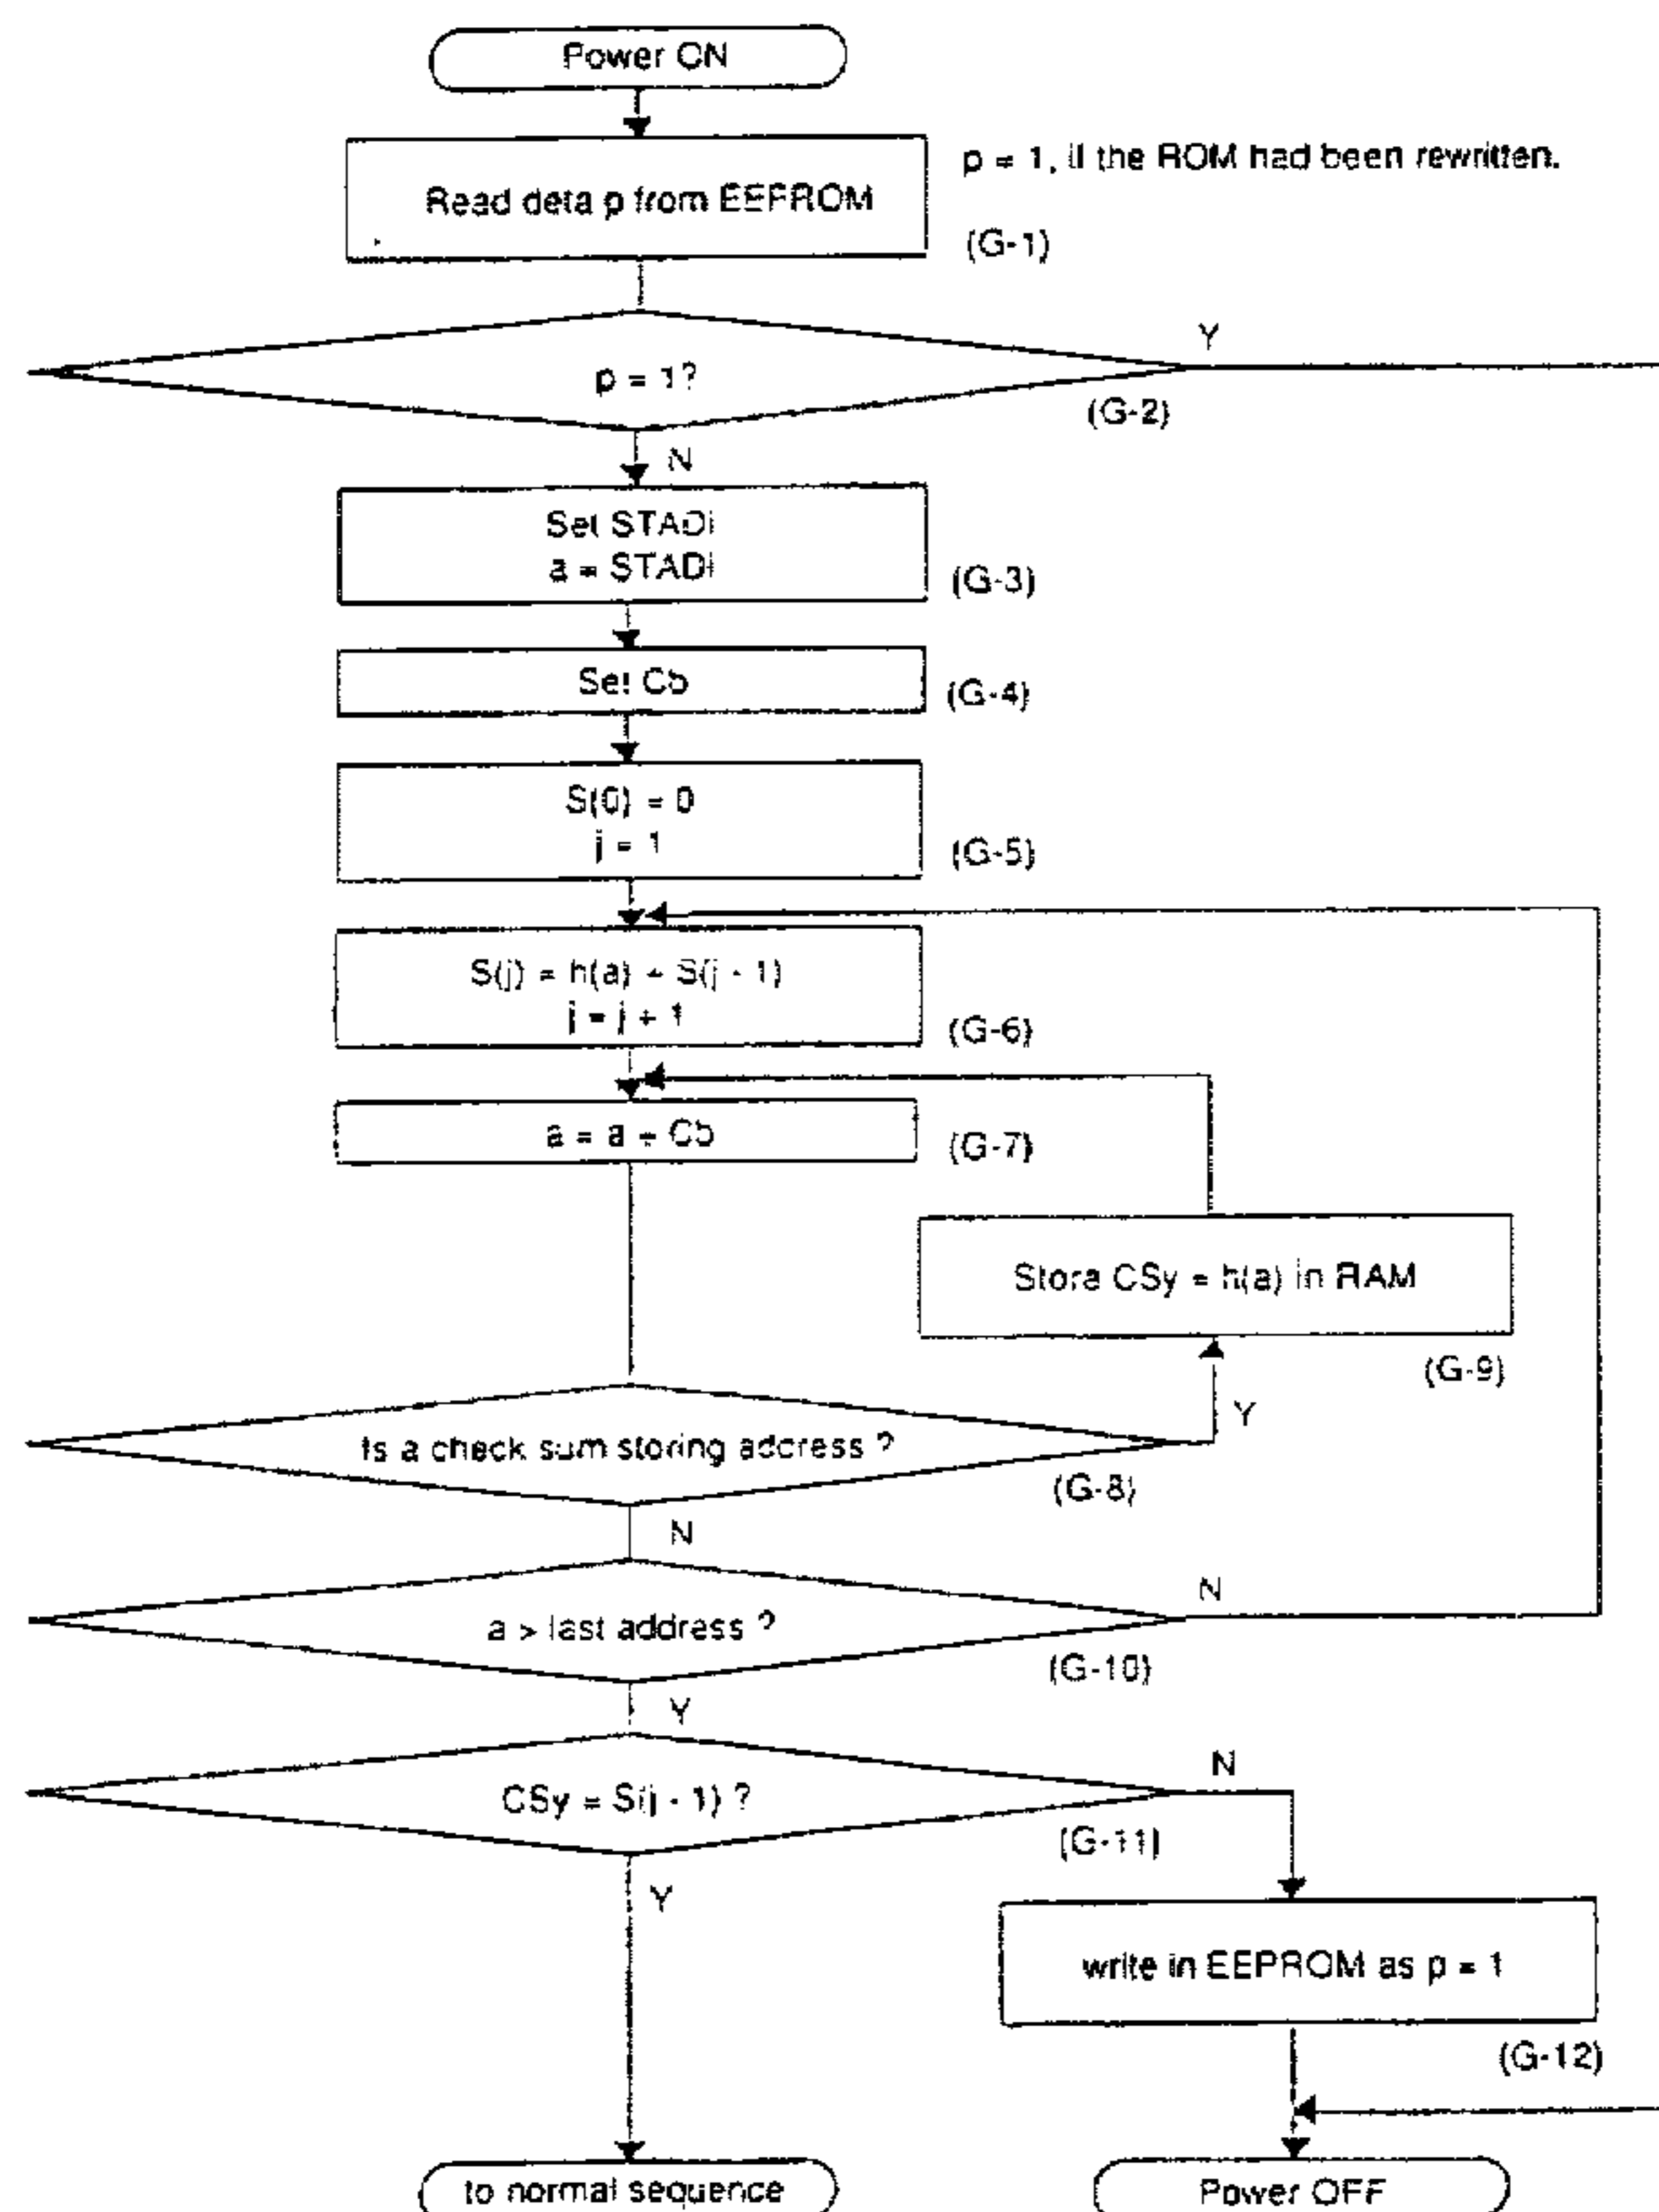 Power ON
Read deta p from EEPROM
p = 1, if the ROM had been rewritten.
(G-1)
p = 1?
Y
(G-2)
N
Set STADi
a = STADi
(G-3)
Set Cb
(G-4)
S(0) = 0
j = 1
(G-5)
S(j) = h(a) + S(j - 1)
j = j + 1
(G-6)
a = a + Cb
(G-7)
Store CSy = h(a) in RAM
(G-9)
Y
Is a check sum storing address ?
(G-8)
N
N
a > last address ?
(G-10)
Y
N
CSy = S(j - 1) ?
(G-11)
Y
write in EEPROM as p = 1
(G-12)
to normal sequence
Power OFF